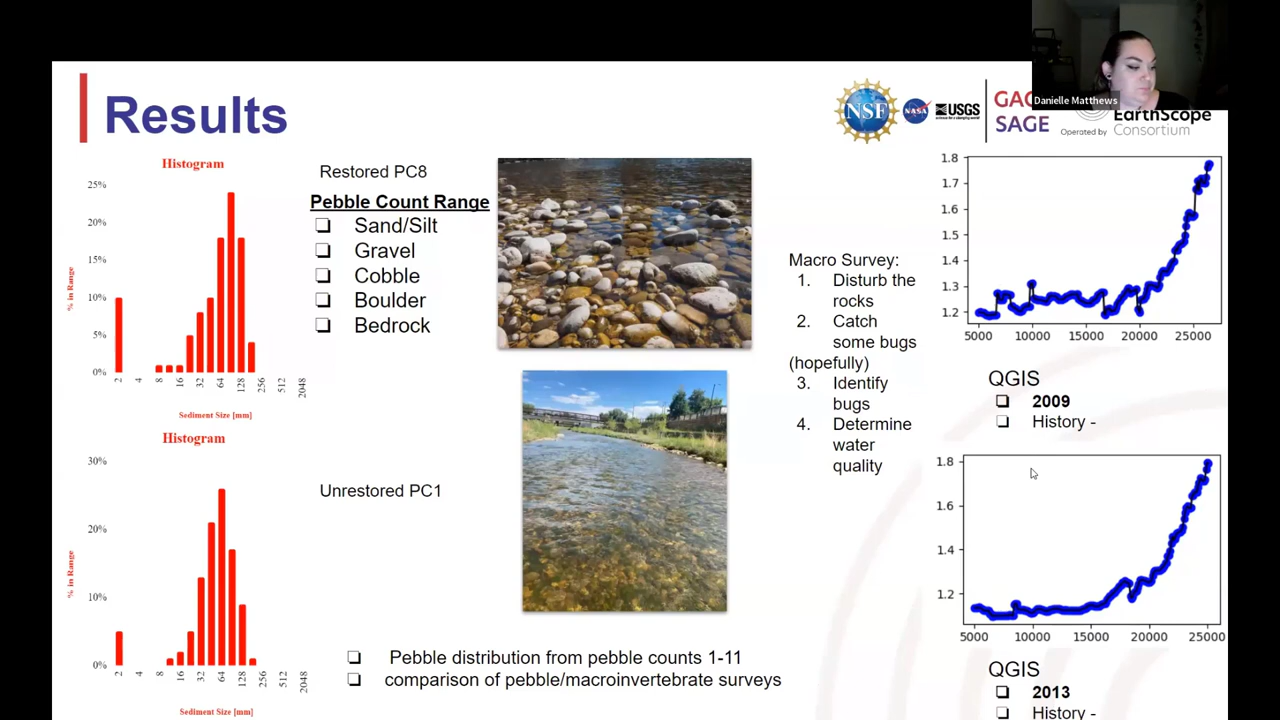 Danielle Matthews
Results
NSF
NASA
USGS
GAG
SAGE
Operated by
EarthScope
Consortium
Histogram
25%
20%
15%
10%
5%
0%
% in Range
2 4 8 16 32 64 128 256 512 2048
Sediment Size [mm]
Restored PC8
Pebble Count Range
Sand/Silt
Gravel
Cobble
Boulder
Bedrock
Macro Survey:
1. Disturb the
rocks
2. Catch
some bugs
(hopefully)
3. Identify
bugs
4. Determine
water
quality
1.8
1.7
1.6
1.5
1.4
1.3
1.2
5000 10000 15000 20000 25000
QGIS
2009
History -
Histogram
30%
20%
10%
0%
% in Range
2 4 8 16 32 64 128 256 512 2048
Sediment Size [mm]
Unrestored PC1
Pebble distribution from pebble counts 1-11
comparison of pebble/macroinvertebrate surveys
1.8
1.6
1.4
1.2
5000 10000 15000 20000 25000
QGIS
2013
History -